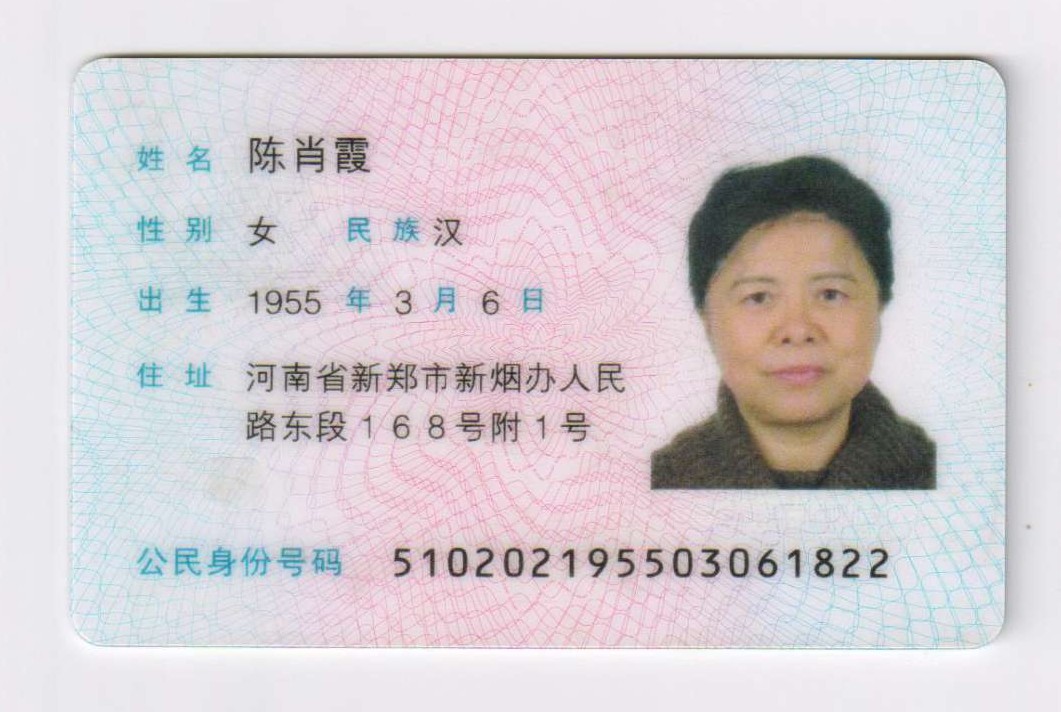 姓名 陈肖霞
性别 女 民族 汉
出生 1955 年 3 月 6 日
住址 河南省新郑市新烟办人民
路东段168号附1号
公民身份号码 510202195503061822